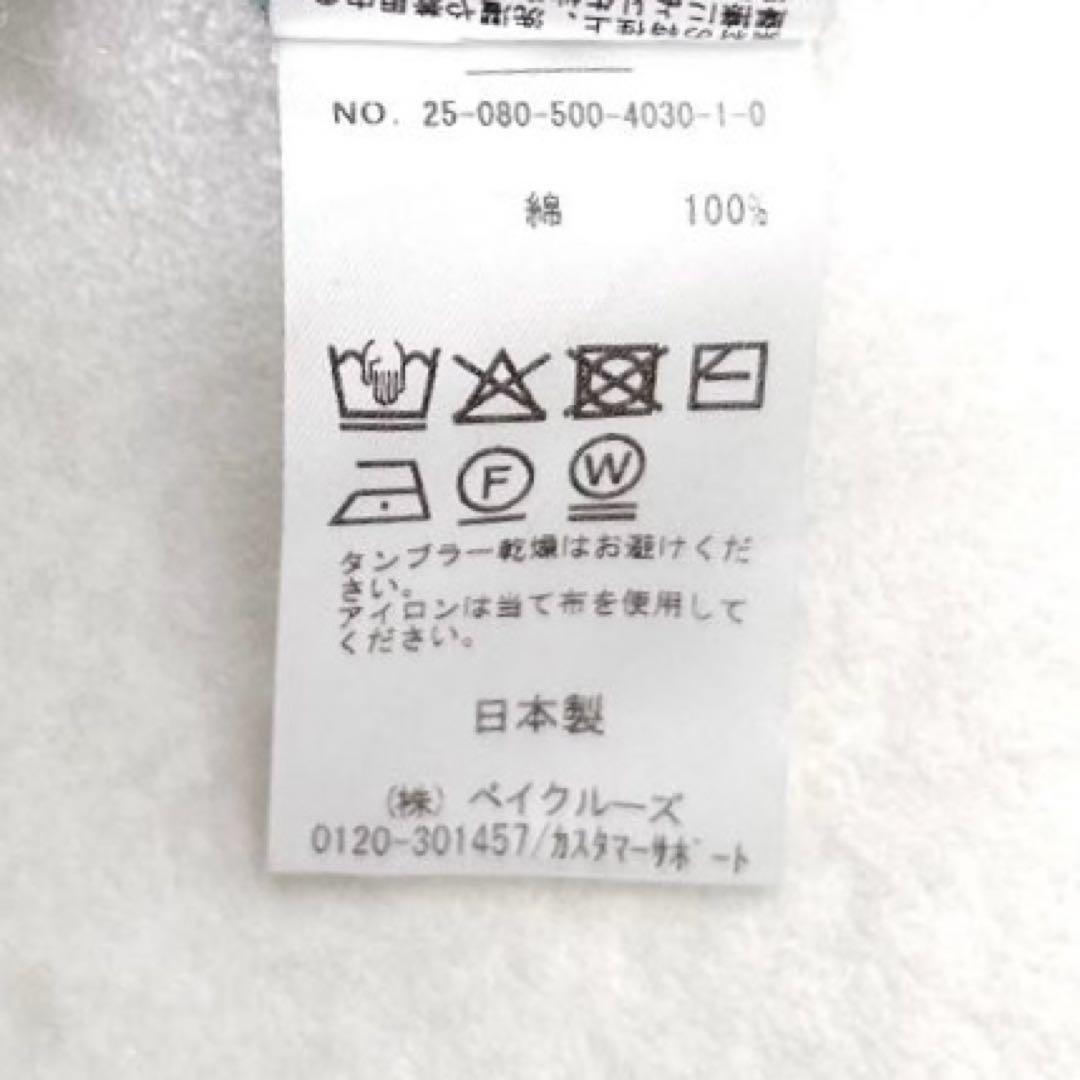 NO. 25-080-500-4030-1-0
綿 100%
F W
タンブラー乾燥はお避けくだ
さい。
アイロンは当て布を使用して
ください。
日本製
(株) ベイクルーズ
0120-301457/カスタマーサポート